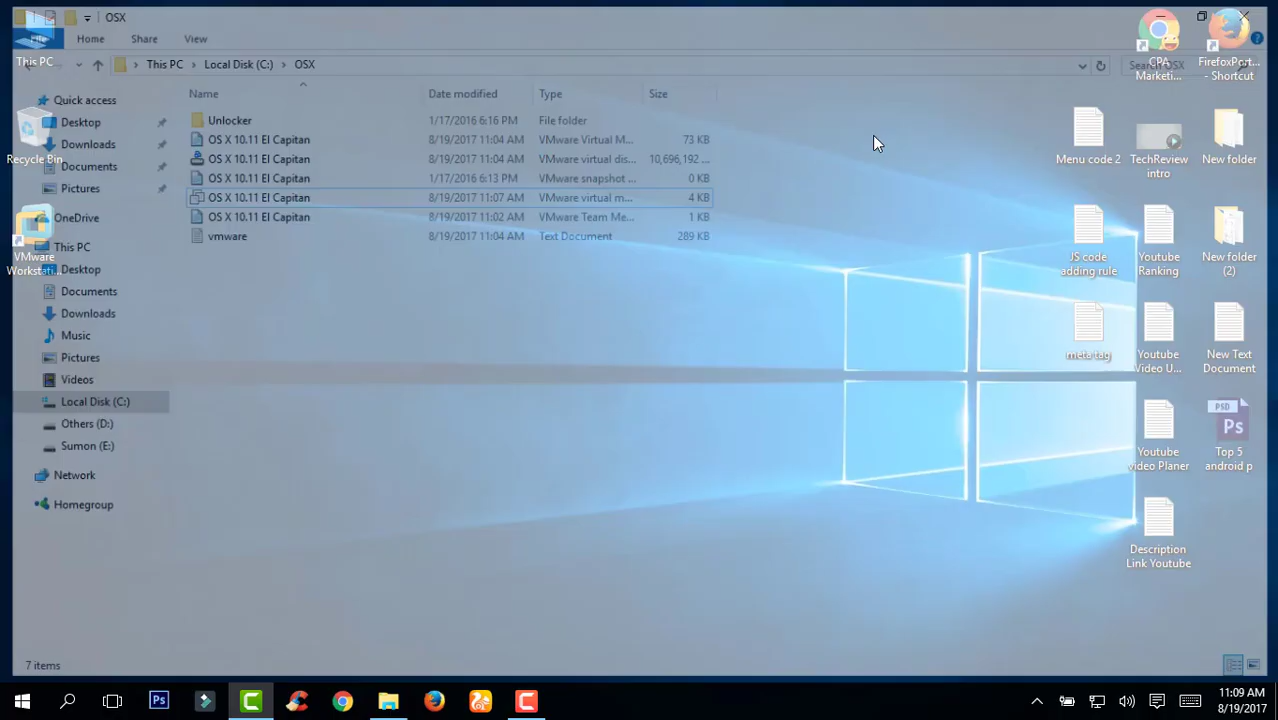 OSX
File Home Share View
This PC Local Disk (C:) OSX Search OSX
Name Date modified Type Size
Unlocker 1/17/2016 6:16 PM File folder
OS X 10.11 El Capitan 8/19/2017 11:04 AM VMware Virtual M... 73 KB
OS X 10.11 El Capitan 8/19/2017 11:04 AM VMware virtual dis... 10,696,192 ...
OS X 10.11 El Capitan 1/17/2016 6:13 PM VMware snapshot ... 0 KB
OS X 10.11 El Capitan 8/19/2017 11:07 AM VMware virtual m... 4 KB
OS X 10.11 El Capitan 8/19/2017 11:02 AM VMware Team Me... 1 KB
vmware 8/19/2017 11:04 AM Text Document 289 KB
Quick access
Desktop
Downloads
Documents
Pictures
OneDrive
This PC
Desktop
Documents
Downloads
Music
Pictures
Videos
Local Disk (C:)
Others (D:)
Sumon (E:)
Network
Homegroup
7 items
This PC
Recycle Bin
VMware
Workstati...
CPA
Marketi...
FirefoxPort...
- Shortcut
Menu code 2
TechReview
intro
New folder
JS code
adding rule
Youtube
Ranking
New folder
(2)
meta tag
Youtube
Video U...
New Text
Document
Youtube
video Planer
PSD
Ps
Top 5
android p
Description
Link Youtube
Ps
11:09 AM
8/19/2017